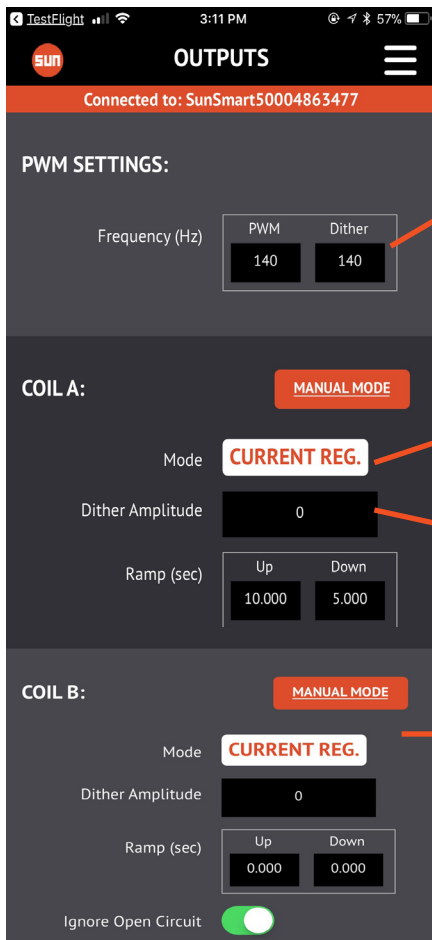 TestFlight 3:11 PM 57%
sun OUTPUTS
Connected to: SunSmart50004863477
PWM SETTINGS:
PWM Dither
Frequency (Hz)
140 140
COIL A: MANUAL MODE
Mode CURRENT REG.
Dither Amplitude 0
Up Down
Ramp (sec)
10.000 5.000
COIL B: MANUAL MODE
Mode CURRENT REG.
Dither Amplitude 0
Up Down
Ramp (sec)
0.000 0.000
Ignore Open Circuit